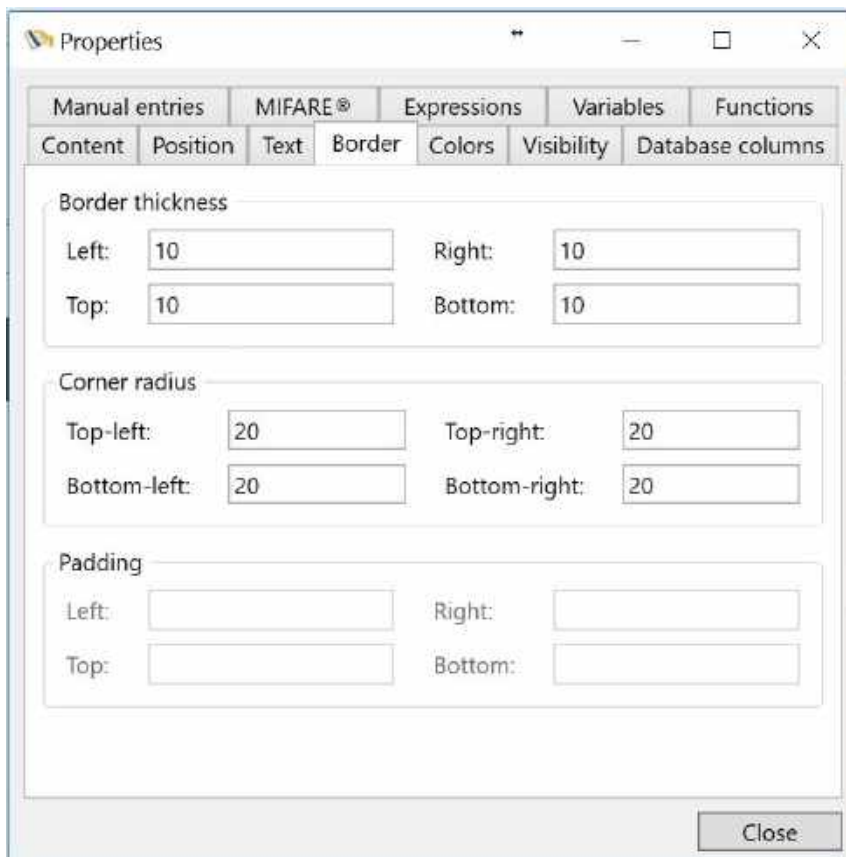 Properties
Manual entries MIFARE® Expressions Variables Functions
Content Position Text Border Colors Visibility Database columns
Border thickness
Left: 10 Right: 10
Top: 10 Bottom: 10
Corner radius
Top-left: 20 Top-right: 20
Bottom-left: 20 Bottom-right: 20
Padding
Left: Right:
Top: Bottom:
Close